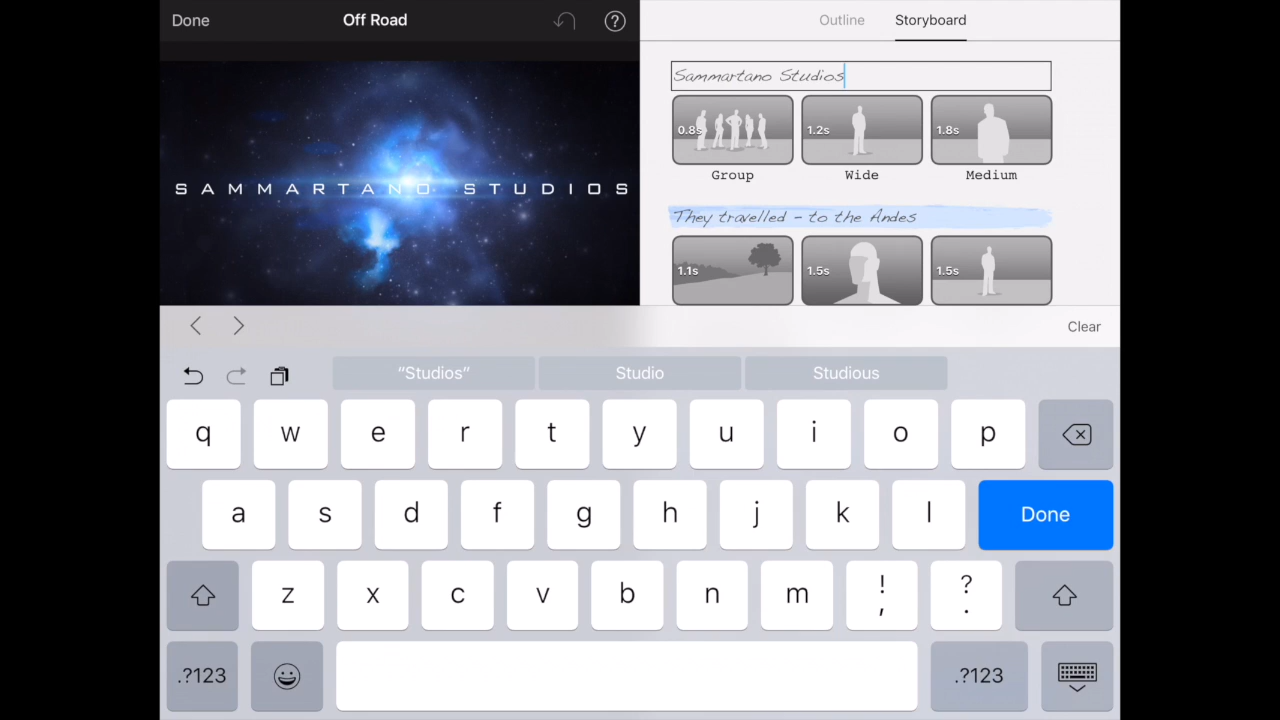 Done Off Road ?
Outline Storyboard
SAMMARTANO STUDIOS
Sammartano Studios
0.8s 1.2s 1.8s
Group Wide Medium
They travelled - to the Andes
1.1s 1.5s 1.5s
Clear
"Studios" Studio Studious
q w e r t y u i o p
a s d f g h j k l Done
z x c v b n m ! , ? .
.?123 .?123